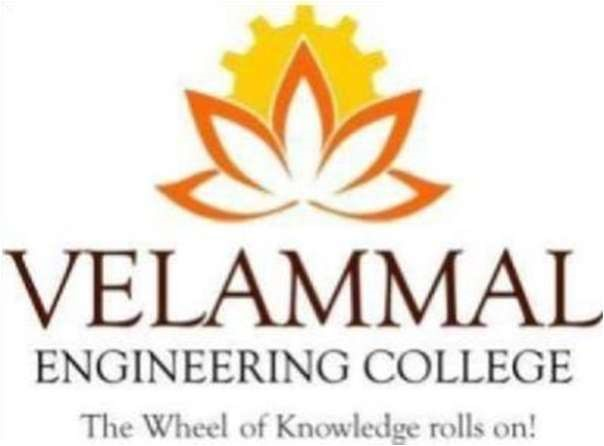 VELAMMAL
ENGINEERING COLLEGE
The Wheel of Knowledge rolls on!